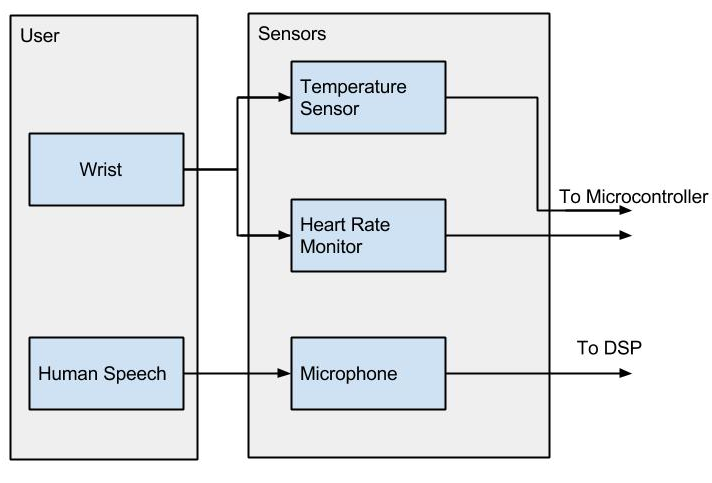 User
Sensors
Temperature
Sensor
Wrist
To Microcontroller
Heart Rate
Monitor
To DSP
Human Speech
Microphone